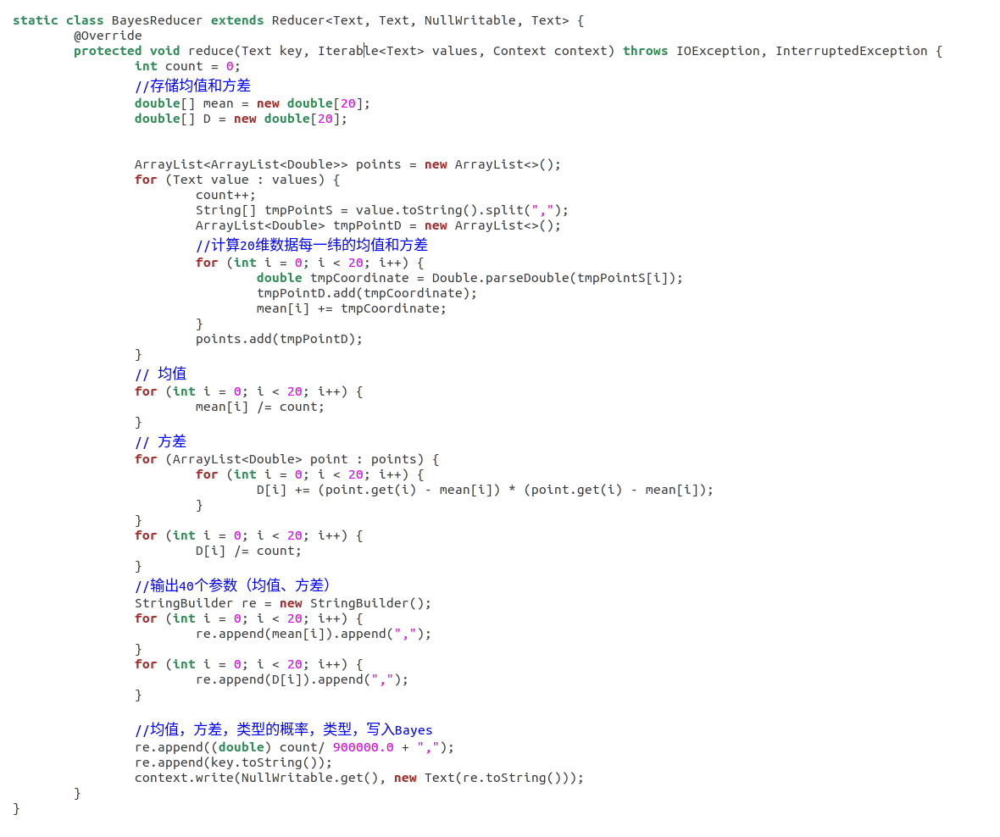 static class BayesReducer extends Reducer<Text, Text, NullWritable, Text> {
@Override
protected void reduce(Text key, Iterable<Text> values, Context context) throws IOException, InterruptedException {
int count = 0;
//存储均值和方差
double[] mean = new double[20];
double[] D = new double[20];
ArrayList<ArrayList<Double>> points = new ArrayList<>();
for (Text value : values) {
count++;
String[] tmpPointS = value.toString().split(",");
ArrayList<Double> tmpPointD = new ArrayList<>();
//计算20维数据每一纬的均值和方差
for (int i = 0; i < 20; i++) {
double tmpCoordinate = Double.parseDouble(tmpPointS[i]);
tmpPointD.add(tmpCoordinate);
mean[i] += tmpCoordinate;
}
points.add(tmpPointD);
}
// 均值
for (int i = 0; i < 20; i++) {
mean[i] /= count;
}
// 方差
for (ArrayList<Double> point : points) {
for (int i = 0; i < 20; i++) {
D[i] += (point.get(i) - mean[i]) * (point.get(i) - mean[i]);
}
}
for (int i = 0; i < 20; i++) {
D[i] /= count;
}
//输出40个参数（均值、方差）
StringBuilder re = new StringBuilder();
for (int i = 0; i < 20; i++) {
re.append(mean[i]).append(",");
}
for (int i = 0; i < 20; i++) {
re.append(D[i]).append(",");
}
//均值，方差，类型的概率，类型，写入Bayes
re.append((double) count/ 900000.0 + ",");
re.append(key.toString());
context.write(NullWritable.get(), new Text(re.toString()));
}
}